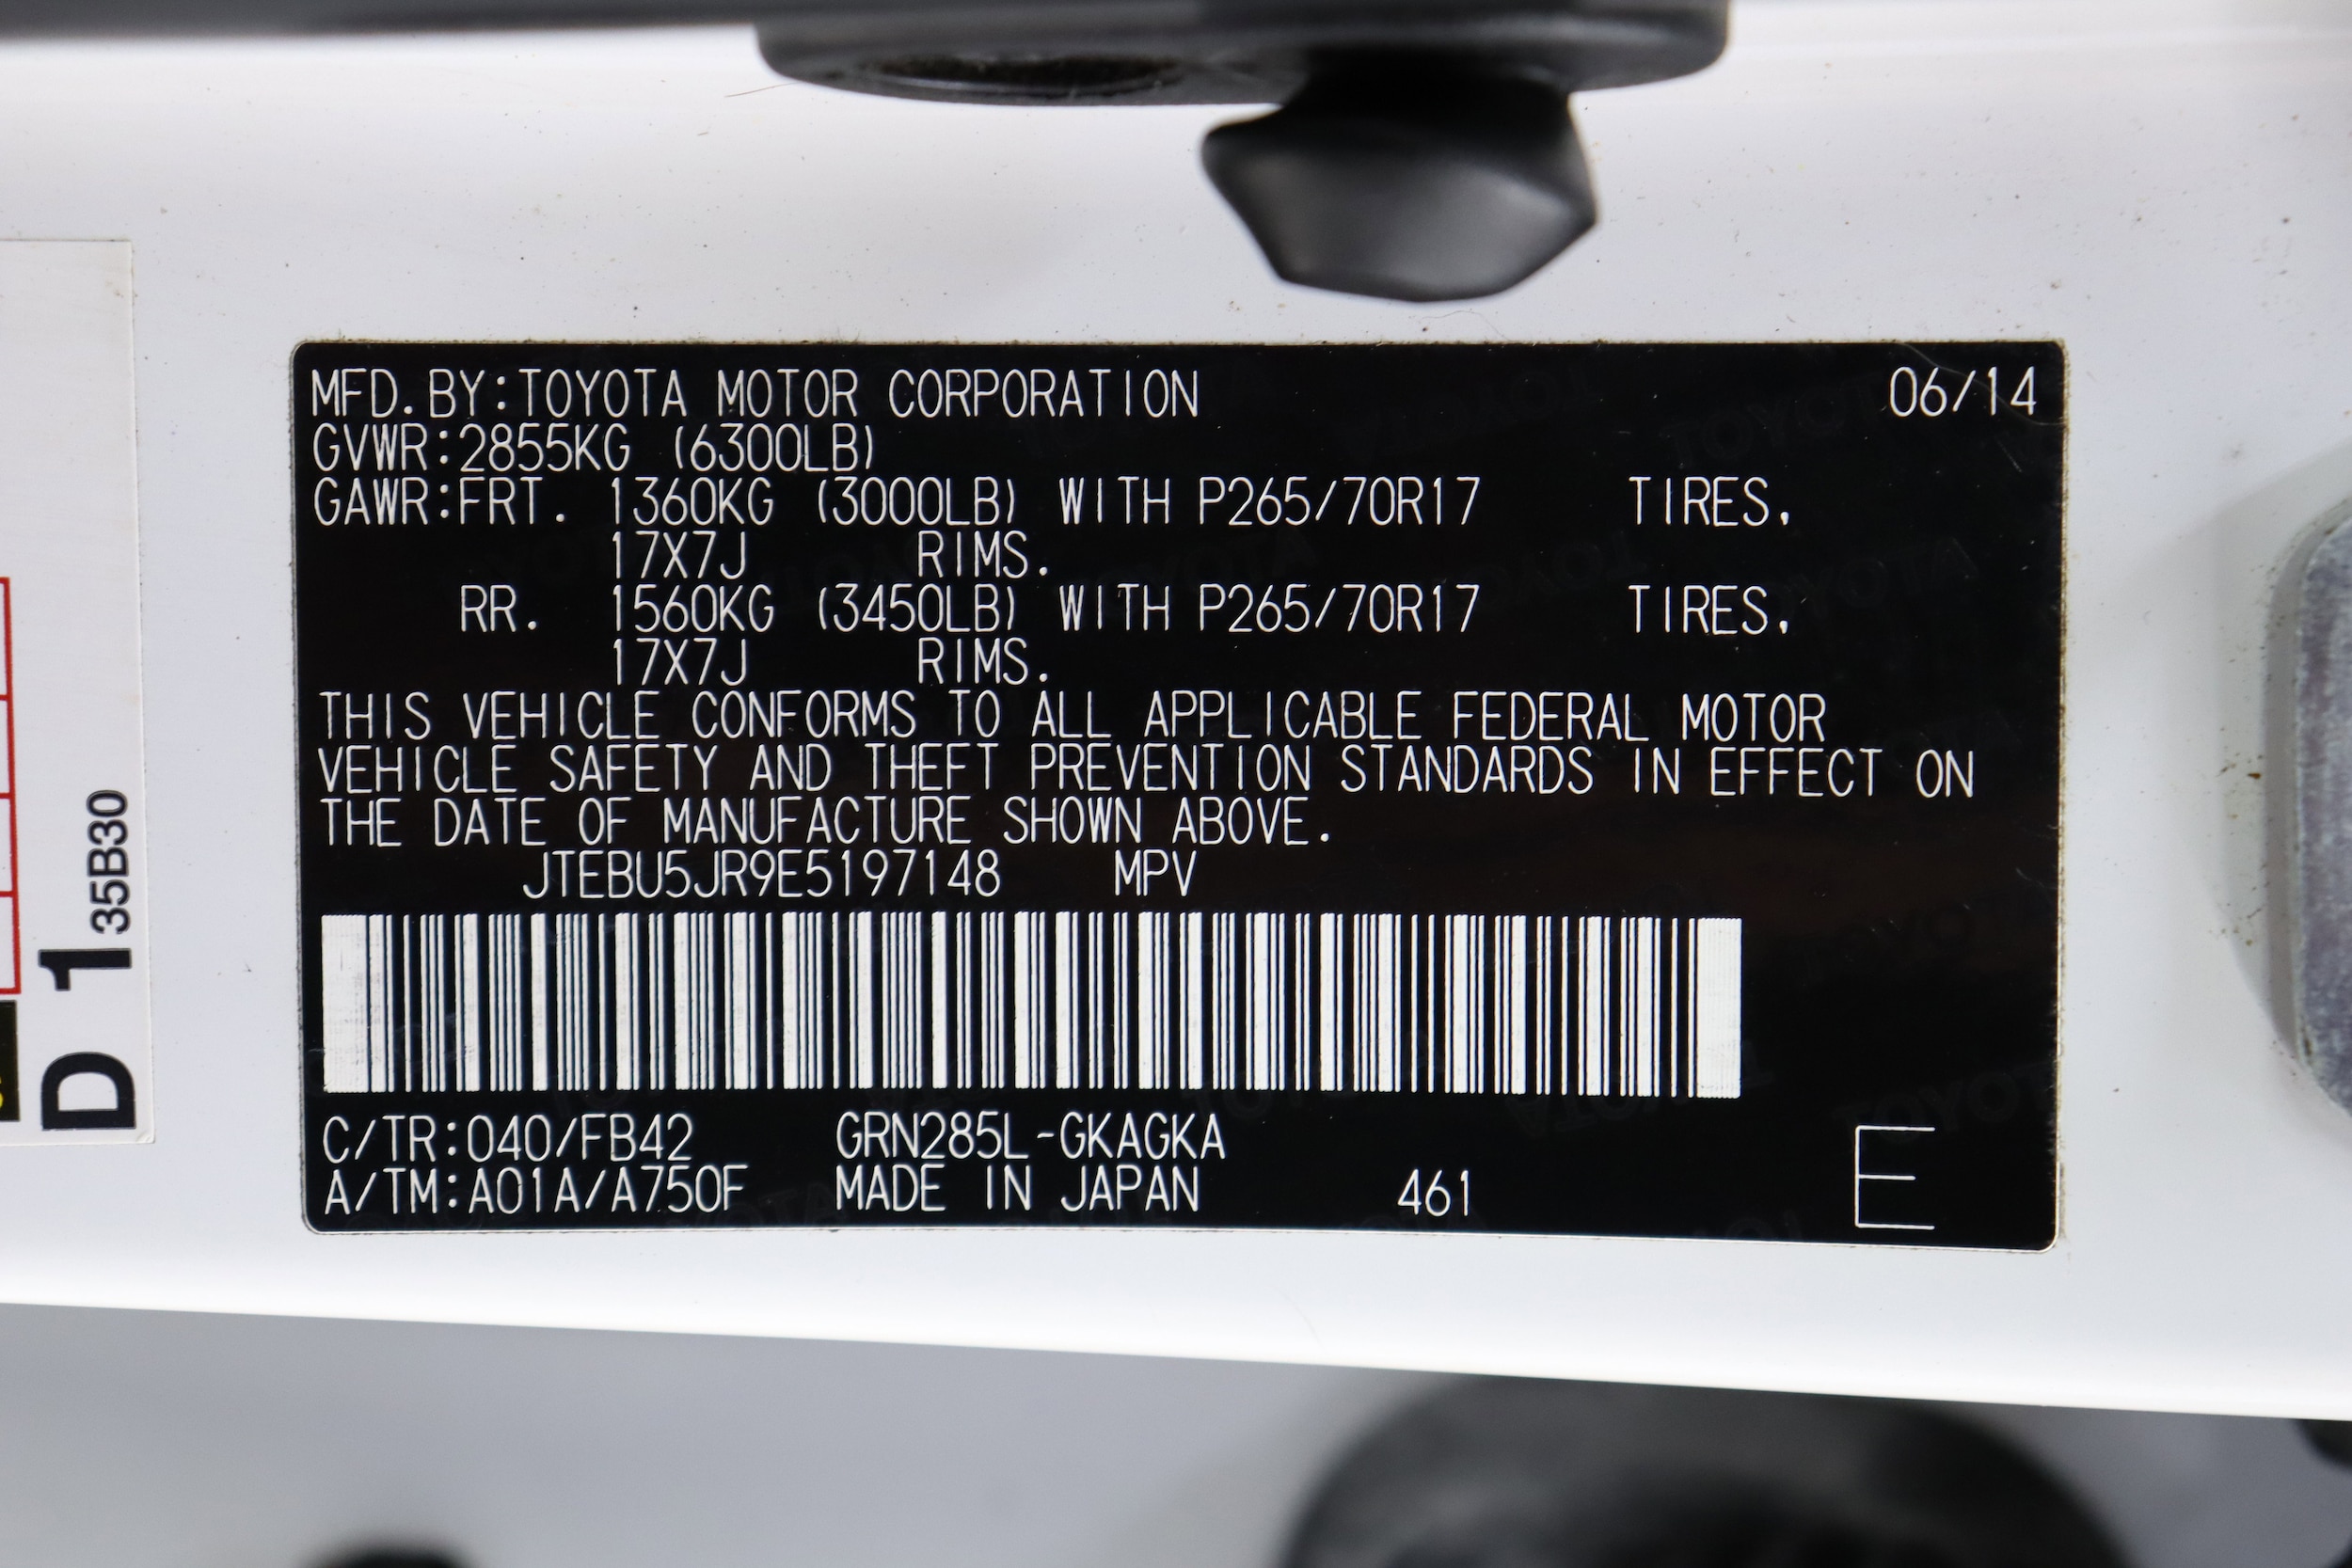 MFD.BY:TOYOTA MOTOR CORPORATION 06/14
GVWR:2855KG (6300LB)
GAWR:FRT. 1360KG (3000LB) WITH P265/70R17 TIRES,
17X7J RIMS.
RR. 1560KG (3450LB) WITH P265/70R17 TIRES,
17X7J RIMS.
THIS VEHICLE CONFORMS TO ALL APPLICABLE FEDERAL MOTOR
VEHICLE SAFETY AND THEFT PREVENTION STANDARDS IN EFFECT ON
THE DATE OF MANUFACTURE SHOWN ABOVE.
JTEBU5JR9E5197148 MPV
C/TR:040/FB42 GRN285L-GKAGKA
A/TM:A01A/A750F MADE IN JAPAN 461 E
D 1 35B30